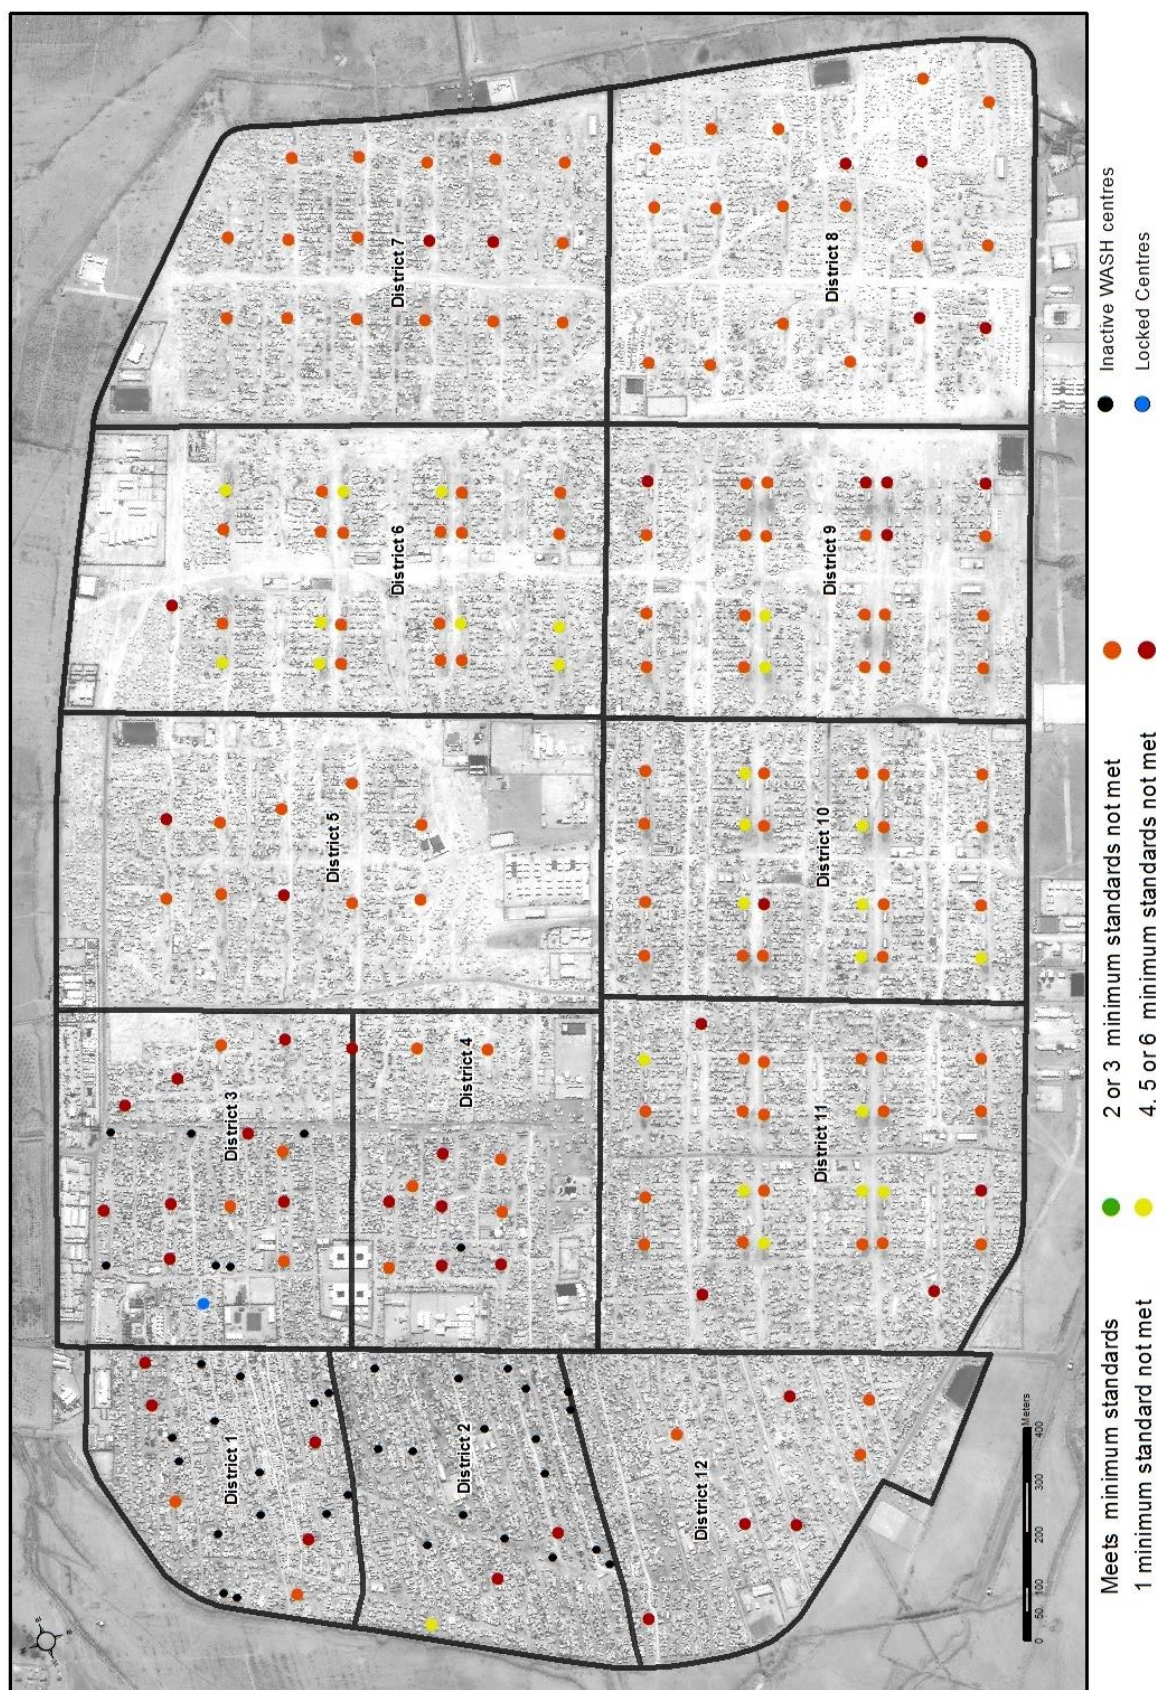 District 1
District 2
District 3
District 4
District 5
District 6
District 7
District 8
District 9
District 10
District 11
District 12
0 50 100 200 300 400
Meters
Meets minimum standards
1 minimum standard not met
2 or 3 minimum standards not met
4, 5 or 6 minimum standards not met
Inactive WASH centres
Locked Centres